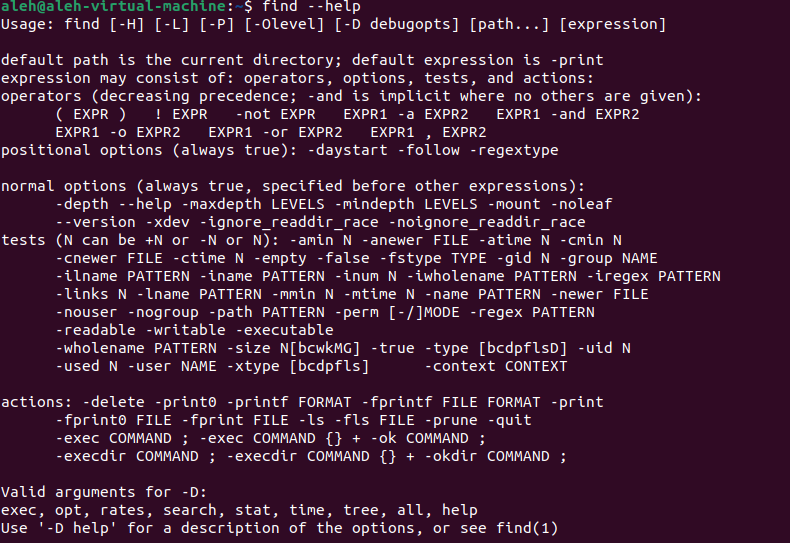 aleh@aleh-virtual-machine:~$ find --help
Usage: find [-H] [-L] [-P] [-Olevel] [-D debugopts] [path...] [expression]

default path is the current directory; default expression is -print
expression may consist of: operators, options, tests, and actions:
operators (decreasing precedence; -and is implicit where no others are given):
      ( EXPR )   ! EXPR   -not EXPR   EXPR1 -a EXPR2   EXPR1 -and EXPR2
      EXPR1 -o EXPR2   EXPR1 -or EXPR2   EXPR1 , EXPR2
positional options (always true): -daystart -follow -regextype

normal options (always true, specified before other expressions):
      -depth --help -maxdepth LEVELS -mindepth LEVELS -mount -noleaf
      --version -xdev -ignore_readdir_race -noignore_readdir_race
tests (N can be +N or -N or N): -amin N -anewer FILE -atime N -cmin N
      -cnewer FILE -ctime N -empty -false -fstype TYPE -gid N -group NAME
      -ilname PATTERN -iname PATTERN -inum N -iwholename PATTERN -iregex PATTERN
      -links N -lname PATTERN -mmin N -mtime N -name PATTERN -newer FILE
      -nouser -nogroup -path PATTERN -perm [-/]MODE -regex PATTERN
      -readable -writable -executable
      -wholename PATTERN -size N[bcwkMG] -true -type [bcdpflsD] -uid N
      -used N -user NAME -xtype [bcdpfls]      -context CONTEXT

actions: -delete -print0 -printf FORMAT -fprintf FILE FORMAT -print
      -fprint0 FILE -fprint FILE -ls -fls FILE -prune -quit
      -exec COMMAND ; -exec COMMAND {} + -ok COMMAND ;
      -execdir COMMAND ; -execdir COMMAND {} + -okdir COMMAND ;

Valid arguments for -D:
exec, opt, rates, search, stat, time, tree, all, help
Use '-D help' for a description of the options, or see find(1)